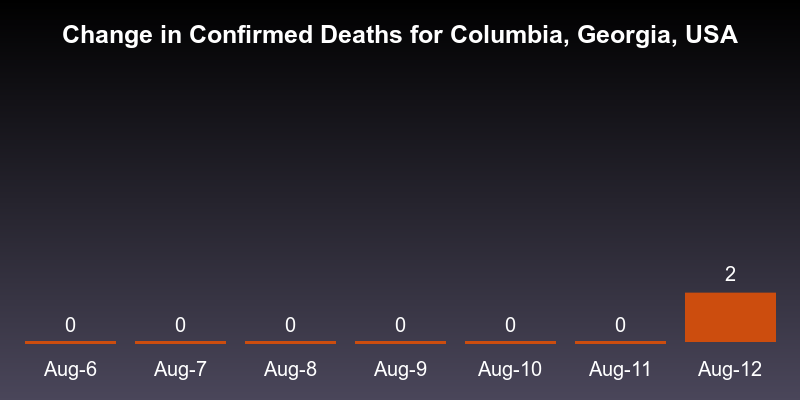 Change in Confirmed Deaths for Columbia, Georgia, USA
2
0 0 0 0 0 0
Aug-6 Aug-7 Aug-8 Aug-9 Aug-10 Aug-11 Aug-12